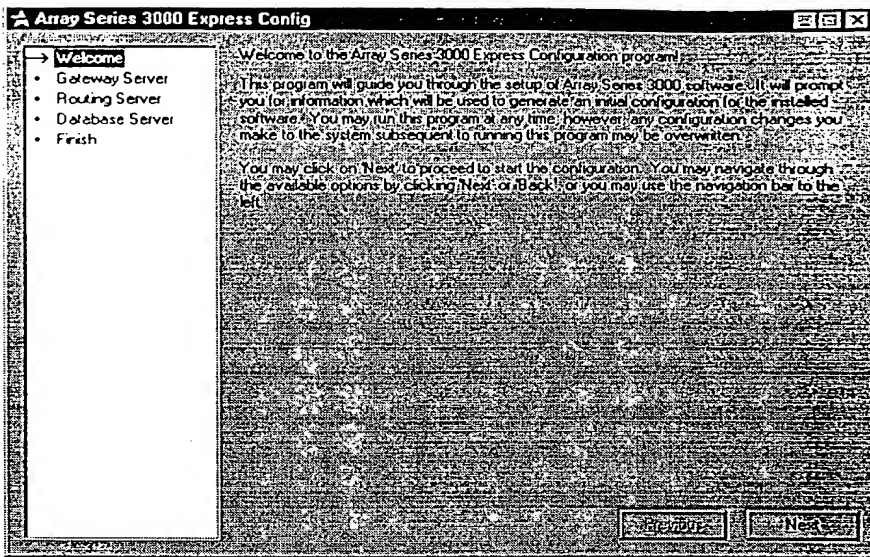 Array Series 3000 Express Config
Welcome
Gateway Server
Routing Server
Database Server
Finish
Welcome to the Array Series 3000 Express Configuration program!
This program will guide you through the setup of Array Series 3000 software. It will prompt
you for information which will be used to generate an initial configuration for the installed
software. You may run this program at any time, however, any configuration changes you
make to the system subsequent to running this program may be overwritten.
You may click on 'Next' to proceed to start the configuration. You may navigate through
the available options by clicking 'Next' or 'Back', or you may use the navigation bar to the
left.
Previous
Next